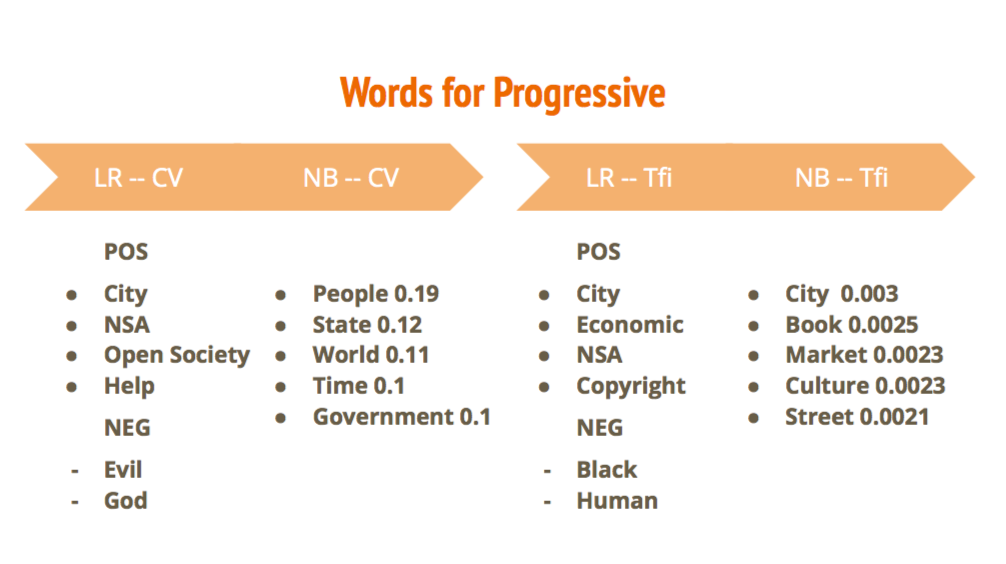 Words for Progressive
LR -- CV
NB -- CV
LR -- Tfi
NB -- Tfi
POS
● City
● NSA
● Open Society
● Help
NEG
- Evil
- God
● People 0.19
● State 0.12
● World 0.11
● Time 0.1
● Government 0.1
POS
● City
● Economic
● NSA
● Copyright
NEG
- Black
- Human
● City 0.003
● Book 0.0025
● Market 0.0023
● Culture 0.0023
● Street 0.0021